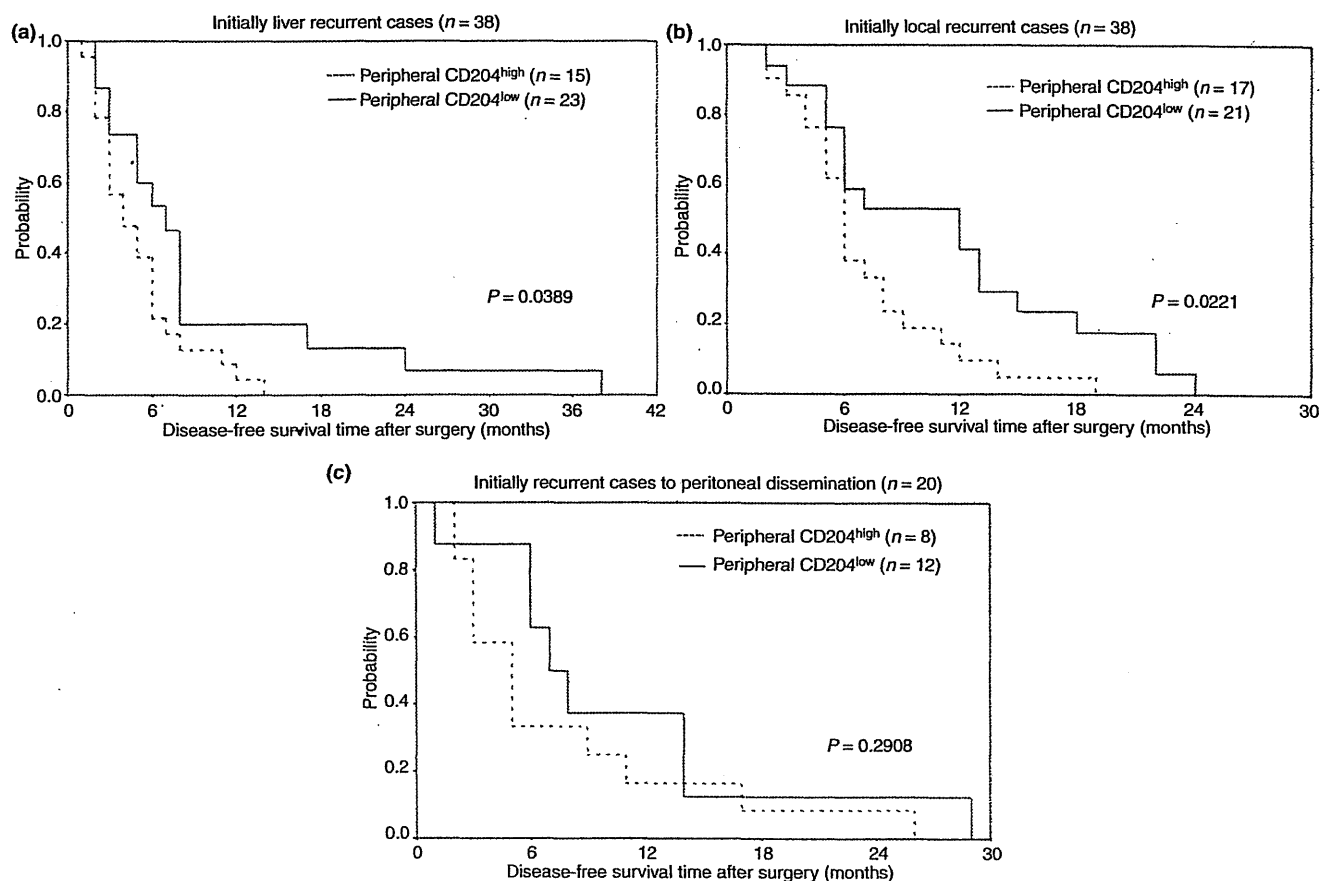 (a)
Initially liver recurrent cases (n = 38)
1.0
0.8
0.6
0.4
0.2
0.0
Probability
Peripheral CD204high (n = 15)
Peripheral CD204low (n = 23)
P = 0.0389
0 6 12 18 24 30 36 42
Disease-free survival time after surgery (months)
(b)
Initially local recurrent cases (n = 38)
1.0
0.8
0.6
0.4
0.2
0.0
Probability
Peripheral CD204high (n = 17)
Peripheral CD204low (n = 21)
P = 0.0221
0 6 12 18 24 30
Disease-free survival time after surgery (months)
(c)
Initially recurrent cases to peritoneal dissemination (n = 20)
1.0
0.8
0.6
0.4
0.2
0.0
Probability
Peripheral CD204high (n = 8)
Peripheral CD204low (n = 12)
P = 0.2908
0 6 12 18 24 30
Disease-free survival time after surgery (months)